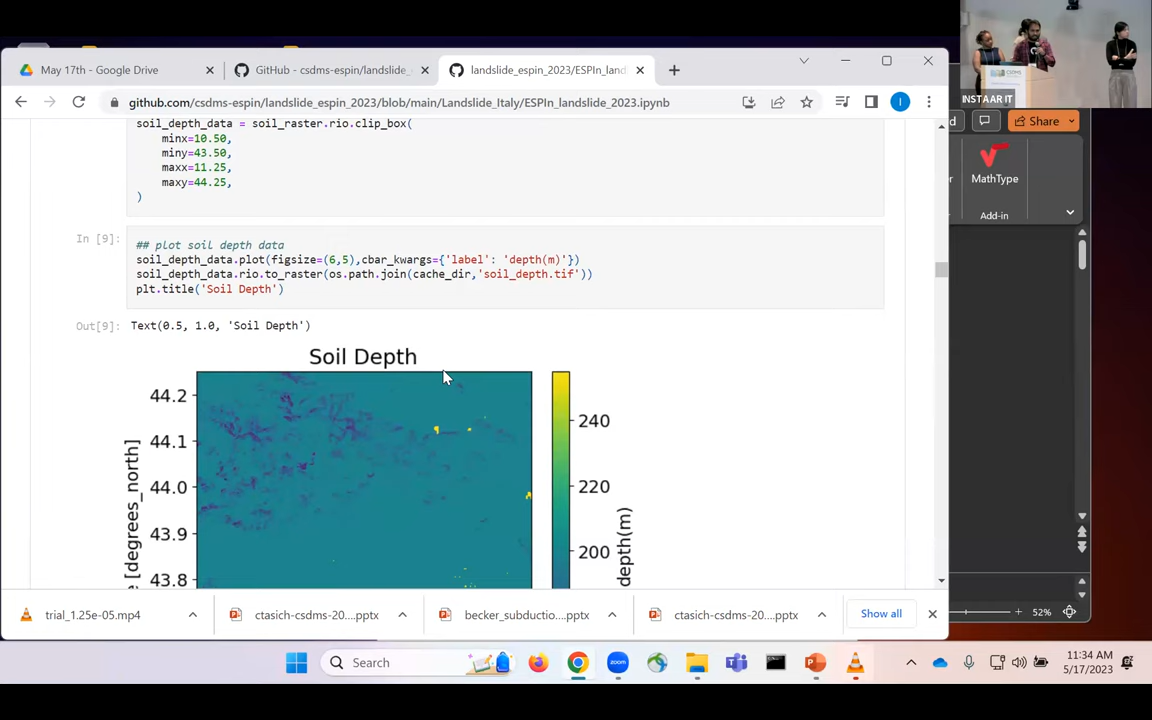 May 17th - Google Drive
GitHub - csdms-espin/landslide_
landslide_espin_2023/ESPIn_land
github.com/csdms-espin/landslide_espin_2023/blob/main/Landslide_Italy/ESPIn_landslide_2023.ipynb
I
INSTAAR IT
d
Share
MathType
Add-in
soil_depth_data = soil_raster.rio.clip_box(
minx=10.50,
miny=43.50,
maxx=11.25,
maxy=44.25,
)
In [9]:
## plot soil depth data
soil_depth_data.plot(figsize=(6,5),cbar_kwargs={'label': 'depth(m)'})
soil_depth_data.rio.to_raster(os.path.join(cache_dir,'soil_depth.tif'))
plt.title('Soil Depth')
Out[9]:
Text(0.5, 1.0, 'Soil Depth')
Soil Depth
44.2
44.1
44.0
43.9
43.8
e [degrees_north]
240
220
200
depth(m)
trial_1.25e-05.mp4
ctasich-csdms-20....pptx
becker_subductio...pptx
ctasich-csdms-20....pptx
Show all
52%
Search
zoom
11:34 AM
5/17/2023